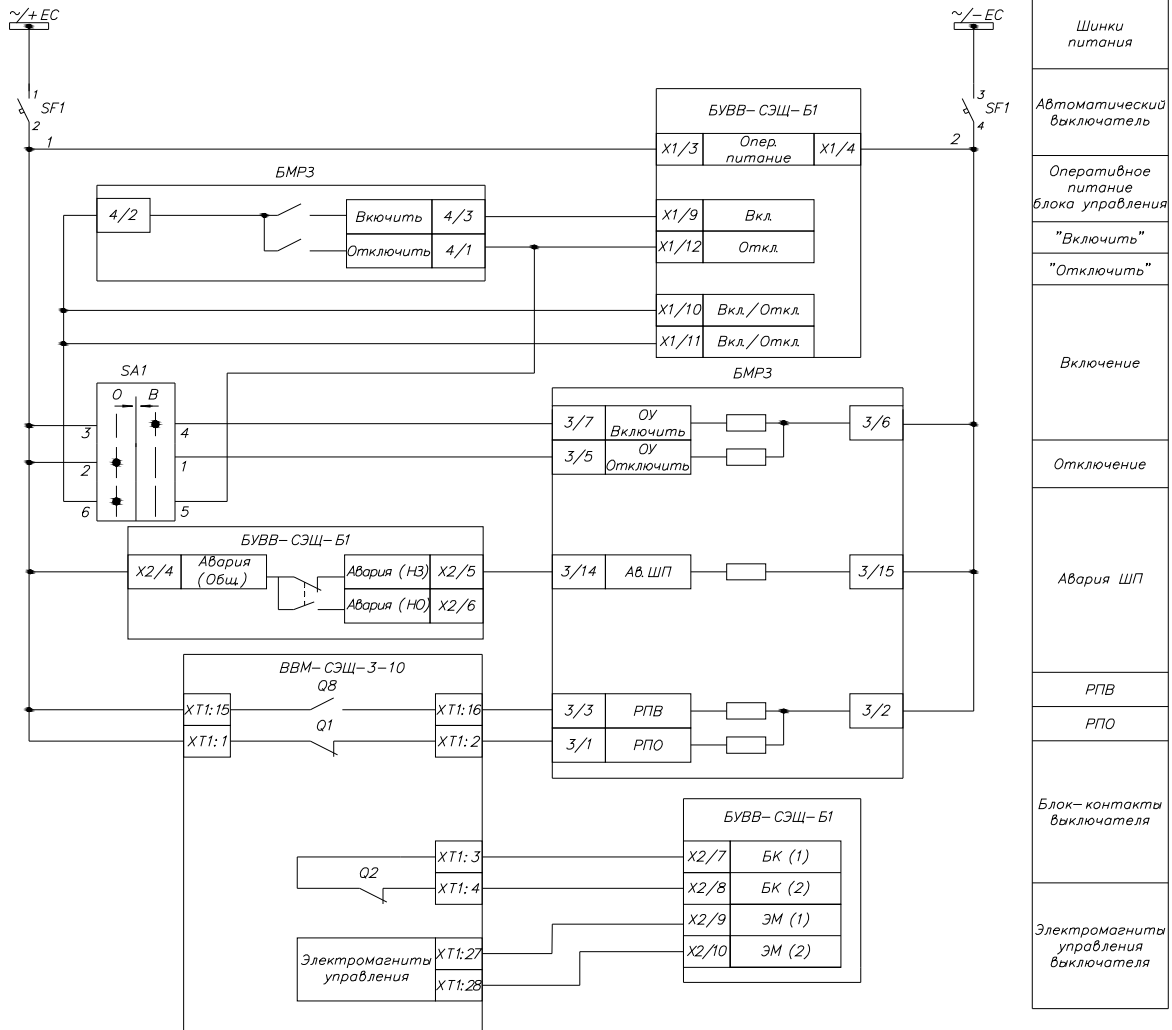 ~/+ЕС
~/-ЕС
Шинки
питания
1
SF1
2
3
SF1
4
Автоматический
выключатель
1
БУВВ-СЭЩ-Б1
2
X1/3
Опер.
питание
X1/4
Оперативное
питание
блока управления
БМРЗ
4/2
Вкючить
4/3
X1/9
Вкл.
"Включить"
Отключить
4/1
X1/12
Откл.
"Отключить"
X1/10
Вкл./Откл.
X1/11
Вкл./Откл.
Включение
SA1
О
В
3
4
2
1
6
5
БМРЗ
3/7
ОУ
Включить
3/6
3/5
ОУ
Отключить
Отключение
БУВВ-СЭЩ-Б1
X2/4
Авария
(Общ.)
Авария (НЗ)
X2/5
Авария (НО)
X2/6
3/14
Ав. ШП
3/15
Авария ШП
ВВМ-СЭЩ-3-10
XT1:15
Q8
XT1:16
3/3
РПВ
3/2
РПВ
XT1:1
Q1
XT1:2
3/1
РПО
РПО
БУВВ-СЭЩ-Б1
Блок-контакты
выключателя
Q2
XT1:3
X2/7
БК (1)
XT1:4
X2/8
БК (2)
X2/9
ЭМ (1)
X2/10
ЭМ (2)
Электромагниты
управления
XT1:27
XT1:28
Электромагниты
управления
выключателя